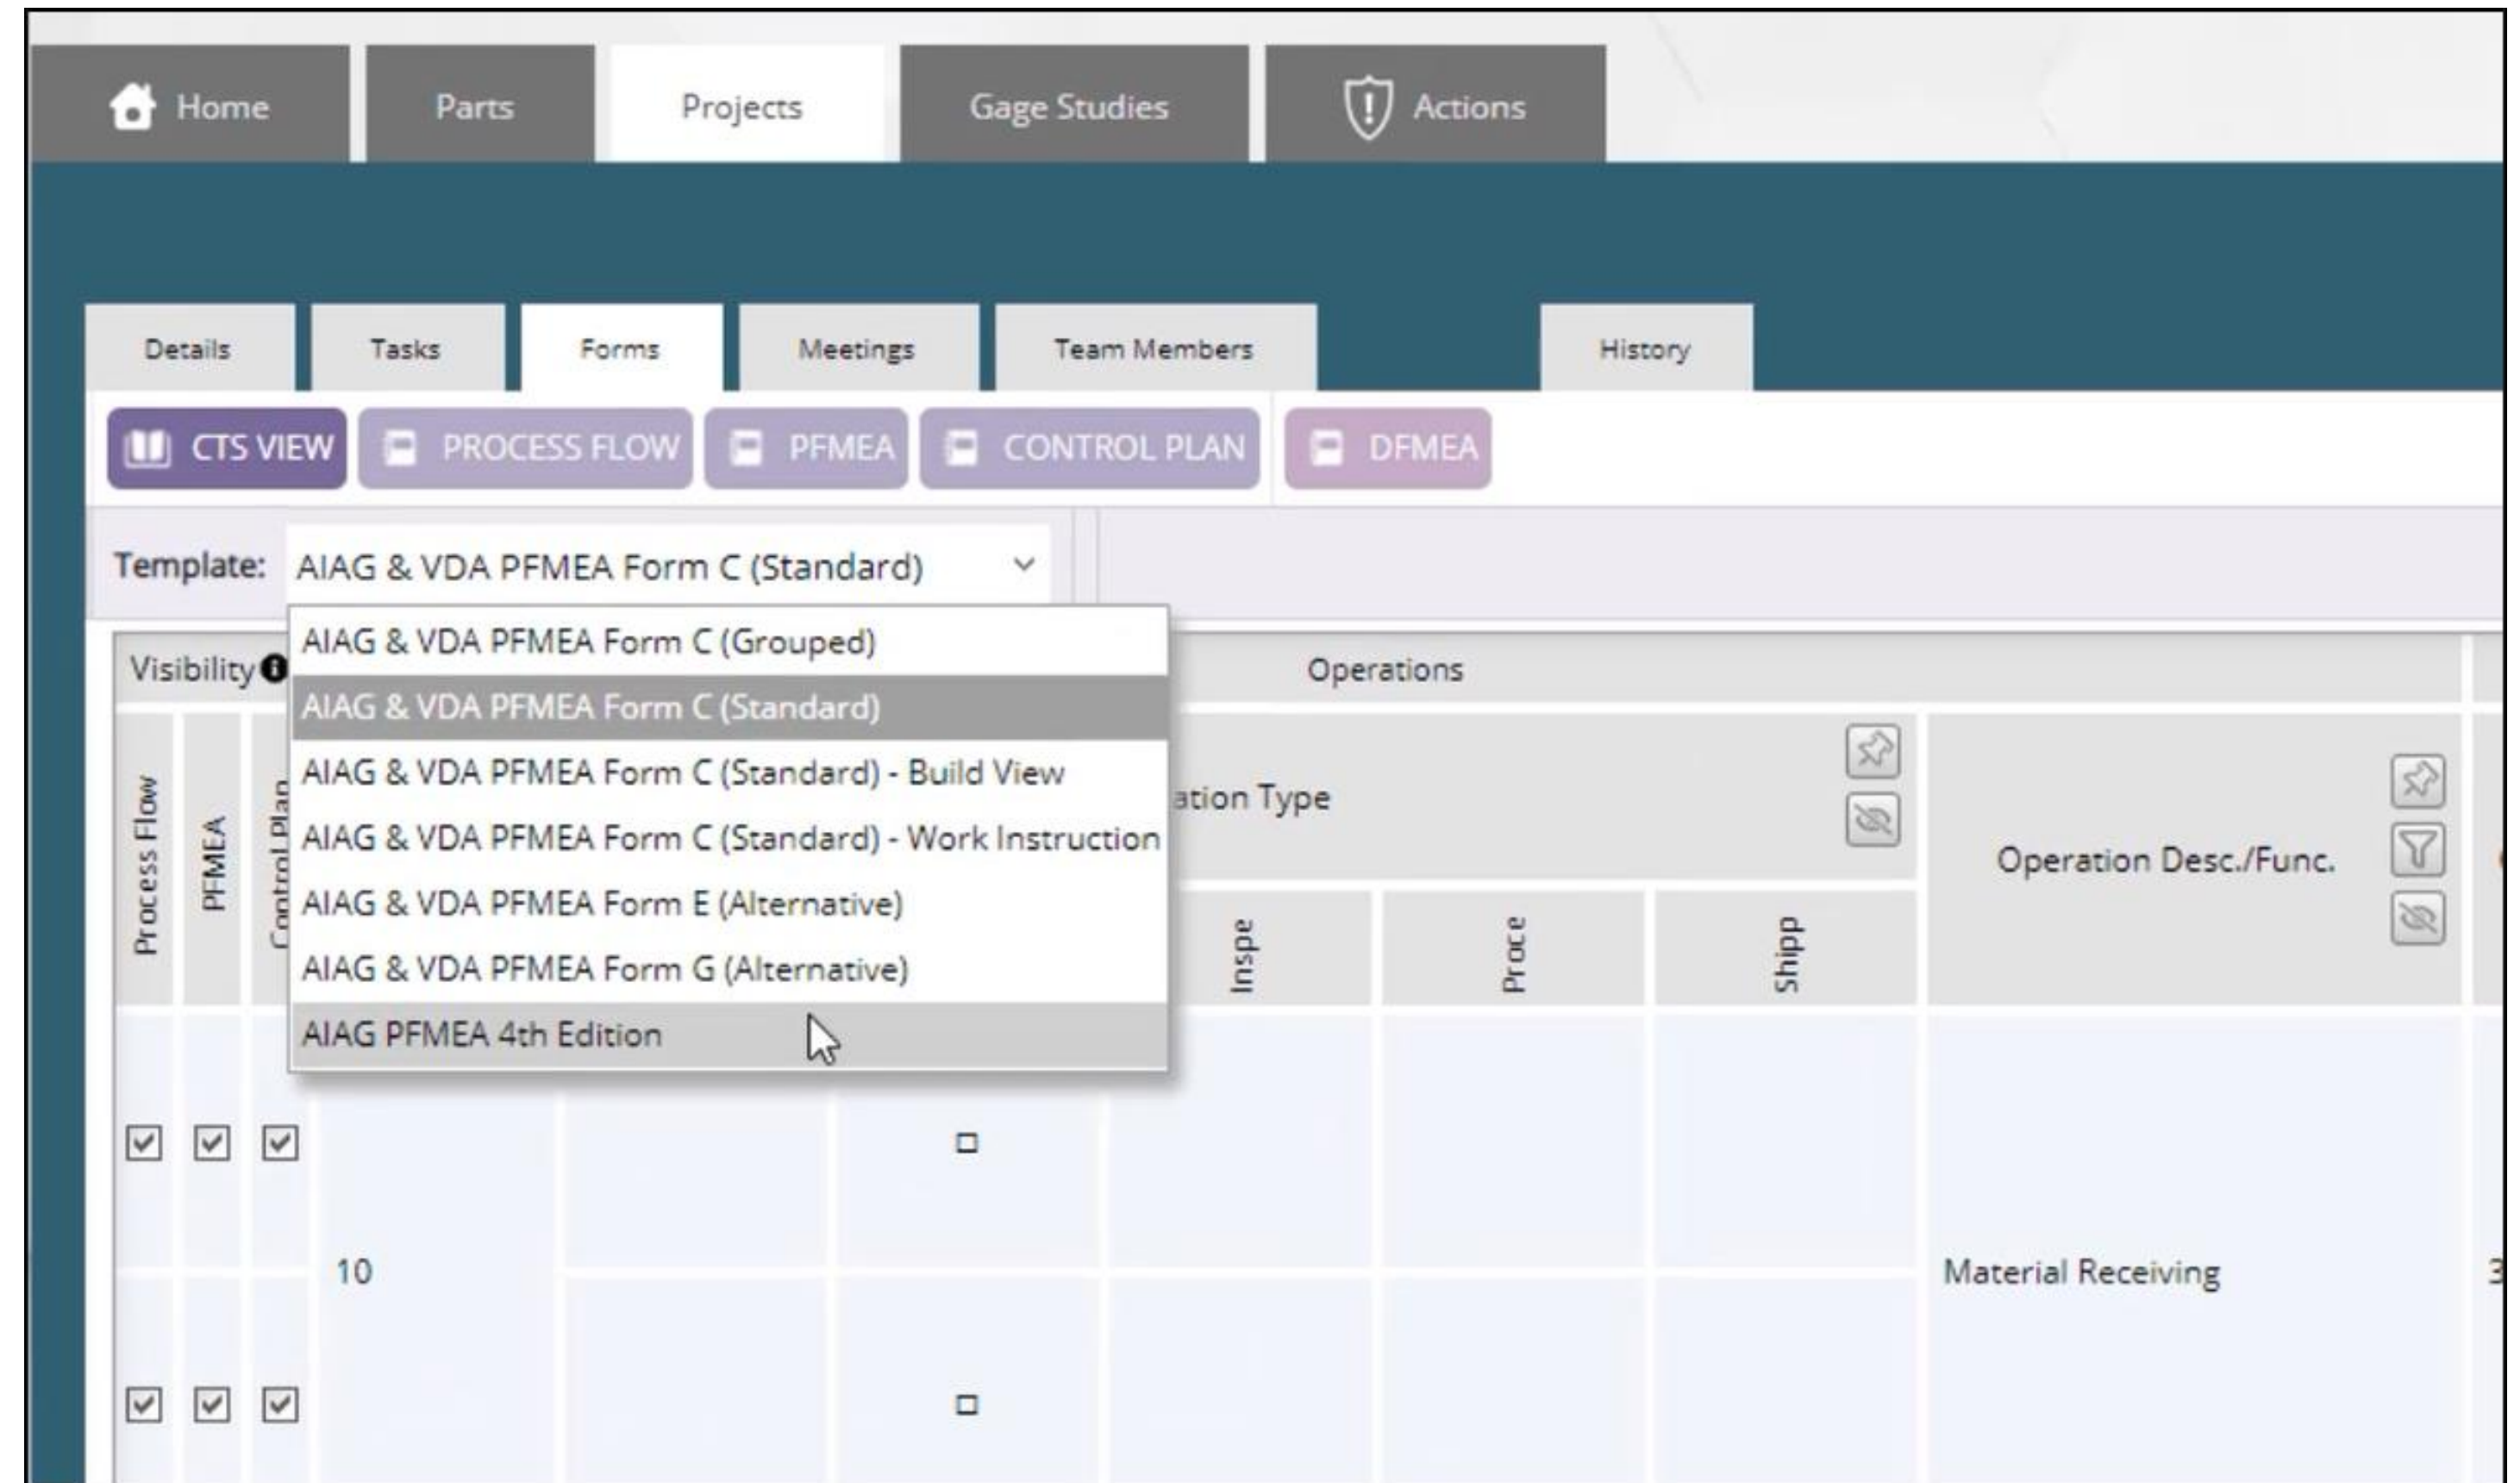 Home Parts Projects Gage Studies Actions
Details Tasks Forms Meetings Team Members History
CTS VIEW PROCESS FLOW PFMEA CONTROL PLAN DFMEA
Template: AIAG & VDA PFMEA Form C (Standard)
AIAG & VDA PFMEA Form C (Grouped)
Visibility Operations
AIAG & VDA PFMEA Form C (Standard)
AIAG & VDA PFMEA Form C (Standard) - Build View
ation Type
AIAG & VDA PFMEA Form C (Standard) - Work Instruction
Process Flow
PFMEA
Control Plan
Operation Desc./Func.
AIAG & VDA PFMEA Form E (Alternative)
AIAG & VDA PFMEA Form G (Alternative)
Inspe
Proce
Shipp
AIAG PFMEA 4th Edition
10 Material Receiving 3